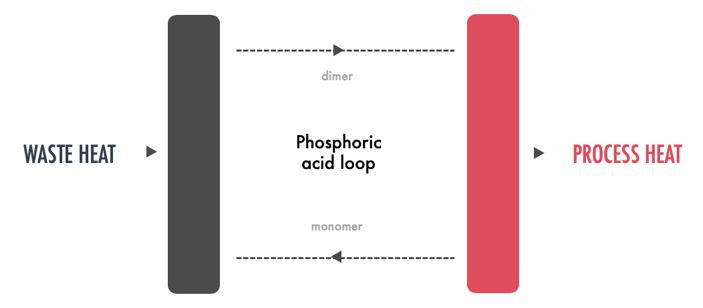 dimer
WASTE HEAT
Phosphoric
acid loop
PROCESS HEAT
monomer